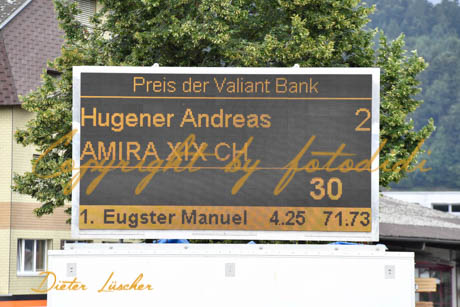 Preis der Valiant Bank
Hugener Andreas 2
AMIRA XIX CH
Copyright by fotodidi
30
1. Eugster Manuel 4.25 71.73
Dieter Lüscher